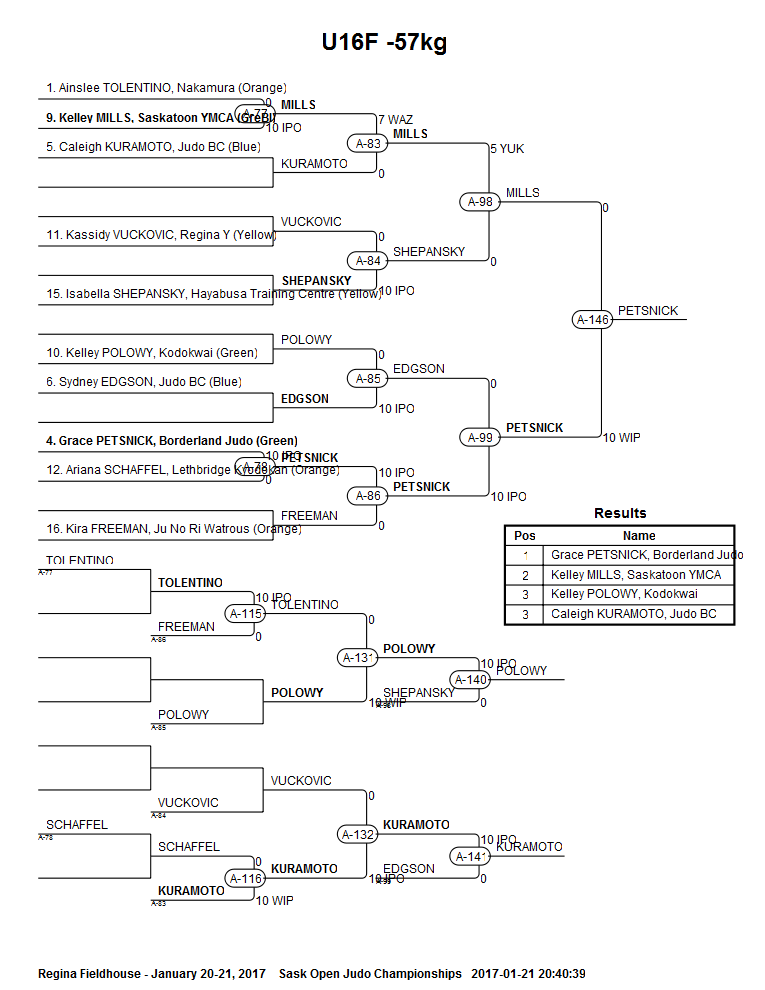 U16F -57kg
1. Ainslee TOLENTINO, Nakamura (Orange)
0
A-77
MILLS
9. Kelley MILLS, Saskatoon YMCA
10 IPO
7 WAZ
A-83
MILLS
5. Caleigh KURAMOTO, Judo BC (Blue)
KURAMOTO
0
5 YUK
A-98
MILLS
0
11. Kassidy VUCKOVIC, Regina Y (Yellow)
VUCKOVIC
0
A-84
SHEPANSKY
0
SHEPANSKY
15. Isabella SHEPANSKY, Hayabusa Training Centre (Yellow)
10 IPO
A-146
PETSNICK
POLOWY
10. Kelley POLOWY, Kodokwai (Green)
0
A-85
EDGSON
0
6. Sydney EDGSON, Judo BC (Blue)
EDGSON
10 IPO
A-99
PETSNICK
10 WIP
4. Grace PETSNICK, Borderland Judo (Green)
10 IPO
A-78
PETSNICK
12. Ariana SCHAFFEL, Lethbridge Kyodokan (Orange)
0
10 IPO
A-86
PETSNICK
10 IPO
FREEMAN
16. Kira FREEMAN, Ju No Ri Watrous (Orange)
0
Results
Pos Name
1 Grace PETSNICK, Borderland Judo
2 Kelley MILLS, Saskatoon YMCA
3 Kelley POLOWY, Kodokwai
3 Caleigh KURAMOTO, Judo BC
TOLENTINO
A-77
TOLENTINO
10 IPO
A-115
TOLENTINO
FREEMAN
A-86
0
0
A-131
POLOWY
10 IPO
A-140
POLOWY
POLOWY
10 WIP
SHEPANSKY
0
POLOWY
A-85
VUCKOVIC
0
VUCKOVIC
A-84
SCHAFFEL
A-78
A-132
KURAMOTO
10 IPO
A-141
KURAMOTO
SCHAFFEL
0
A-116
KURAMOTO
10 IPO
EDGSON
0
KURAMOTO
A-83
10 WIP
Regina Fieldhouse - January 20-21, 2017 Sask Open Judo Championships 2017-01-21 20:40:39